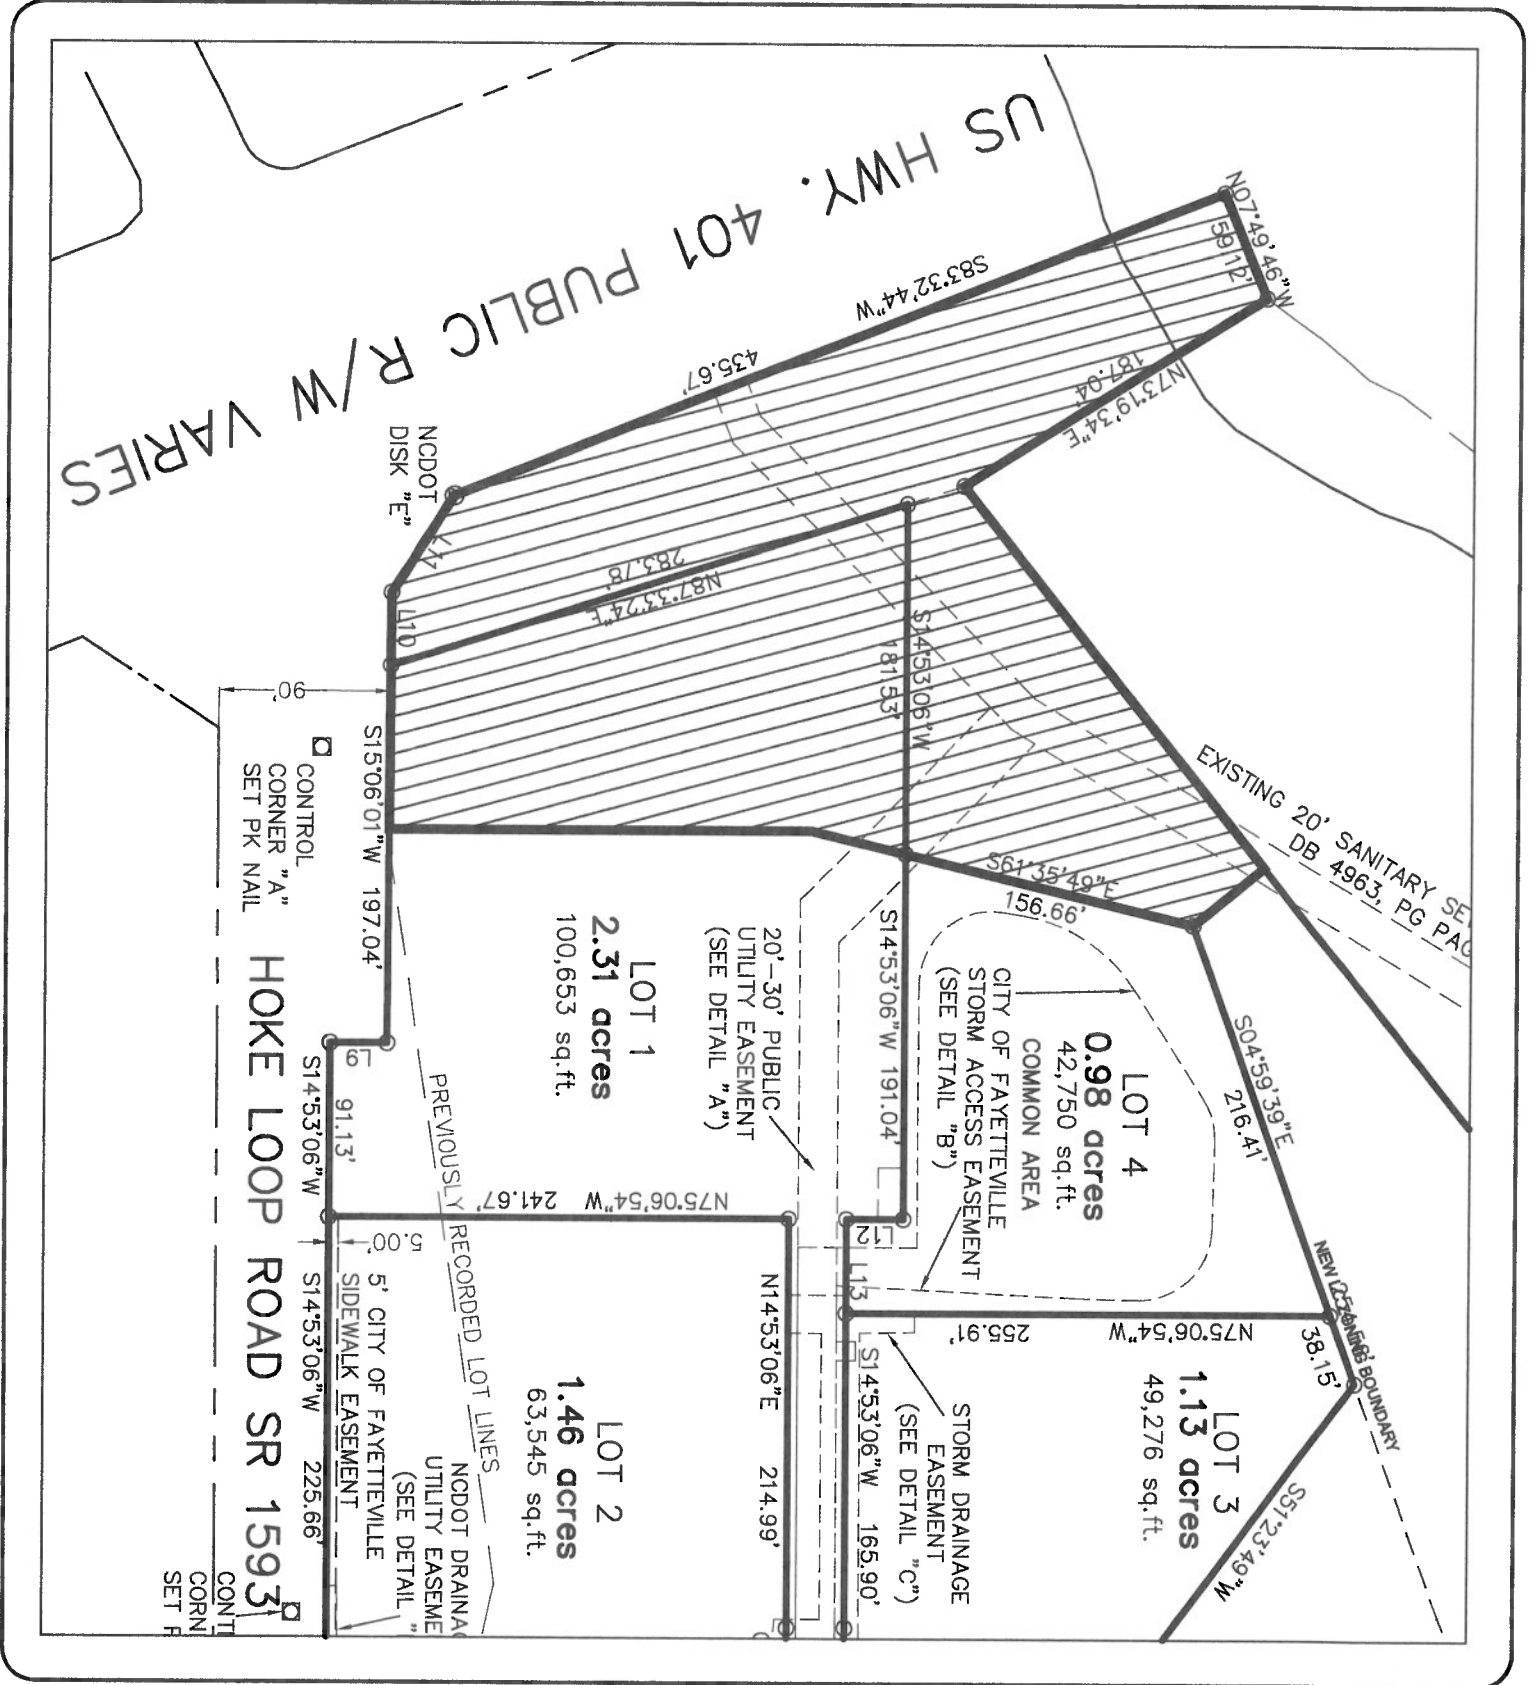 US HWY. 401 PUBLIC R/W VARIES
N07°49'46"W
59.12'
S83°32'44"W
435.67'
N73°19'34"E
187.04'
NCDOT
DISK "E"
L11
L10
283.78'
N87°33'24"E
S14°53'06"W
181.53'
90'
CONTROL
CORNER "A"
SET PK NAIL
S15°06'01"W 197.04'
EXISTING 20' SANITARY SE
DB 4963, PG PAG
S61°35'49"E
156.66'
S14°53'06"W 191.04'
LOT 1
2.31 acres
100,653 sq.ft.
20'-30' PUBLIC
UTILITY EASEMENT
(SEE DETAIL "A")
CITY OF FAYETTEVILLE
STORM ACCESS EASEMENT
(SEE DETAIL "B")
LOT 4
0.98 acres
42,750 sq.ft.
COMMON AREA
S04°59'39"E
216.41'
L9
91.13'
S14°53'06"W
HOKE LOOP ROAD SR 1593
PREVIOUSLY RECORDED LOT LINES
N75°06'54"W 241.67'
L12
L13
5.00'
5' CITY OF FAYETTEVILLE
SIDEWALK EASEMENT
S14°53'06"W 225.66'
N75°06'54"W 255.91'
38.15'
BOUNDARY
LOT 2
1.46 acres
63,545 sq.ft.
N14°53'06"E 214.99'
S14°53'06"W 165.90'
STORM DRAINAGE
EASEMENT
(SEE DETAIL "C")
LOT 3
1.13 acres
49,276 sq.ft.
S51°23'49"W
NCDOT DRAINAG
UTILITY EASEME
(SEE DETAIL "
CONT
CORN
SET